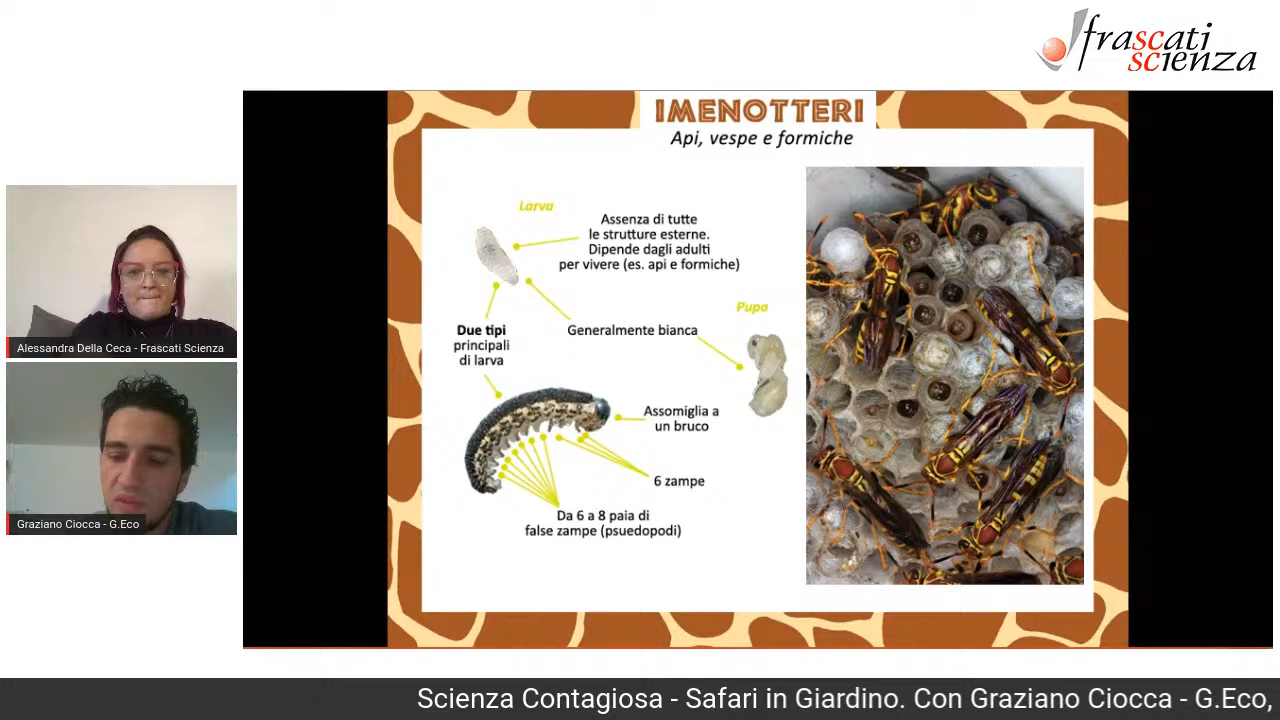 frascati
scienza
IMENOTTERI
Api, vespe e formiche
Larva
Assenza di tutte
le strutture esterne.
Dipende dagli adulti
per vivere (es. api e formiche)
Pupa
Generalmente bianca
Due tipi
principali
di larva
Assomiglia a
un bruco
6 zampe
Da 6 a 8 paia di
false zampe (psuedopodi)
Alessandra Della Ceca - Frascati Scienza
Graziano Ciocca - G.Eco
Scienza Contagiosa - Safari in Giardino. Con Graziano Ciocca - G.Eco,